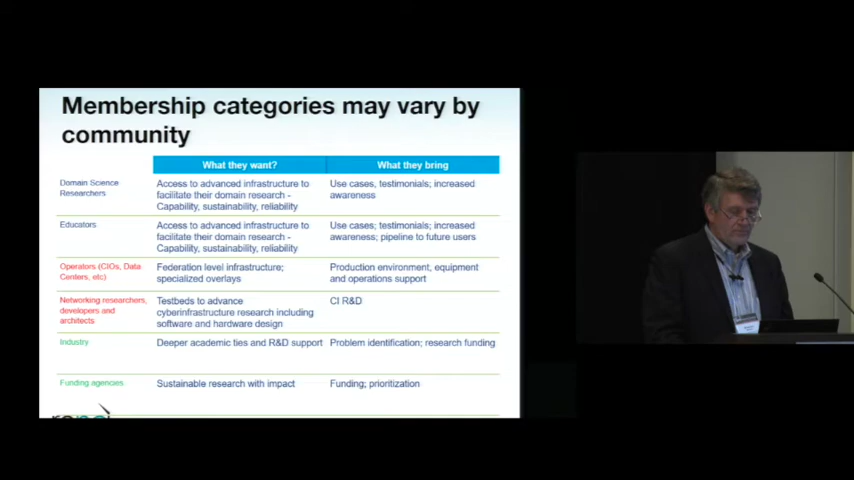 Membership categories may vary by
community
What they want?
What they bring
Domain Science
Researchers
Access to advanced infrastructure to
facilitate their domain research -
Capability, sustainability, reliability
Use cases, testimonials; increased
awareness
Educators
Access to advanced infrastructure to
facilitate their domain research -
Capability, sustainability, reliability
Use cases; testimonials; increased
awareness; pipeline to future users
Operators (CIOs, Data
Centers, etc)
Federation level infrastructure;
specialized overlays
Production environment, equipment
and operations support
Networking researchers,
developers and
architects
Testbeds to advance
cyberinfrastructure research including
software and hardware design
CI R&D
Industry
Deeper academic ties and R&D support
Problem identification; research funding
Funding agencies
Sustainable research with impact
Funding; prioritization